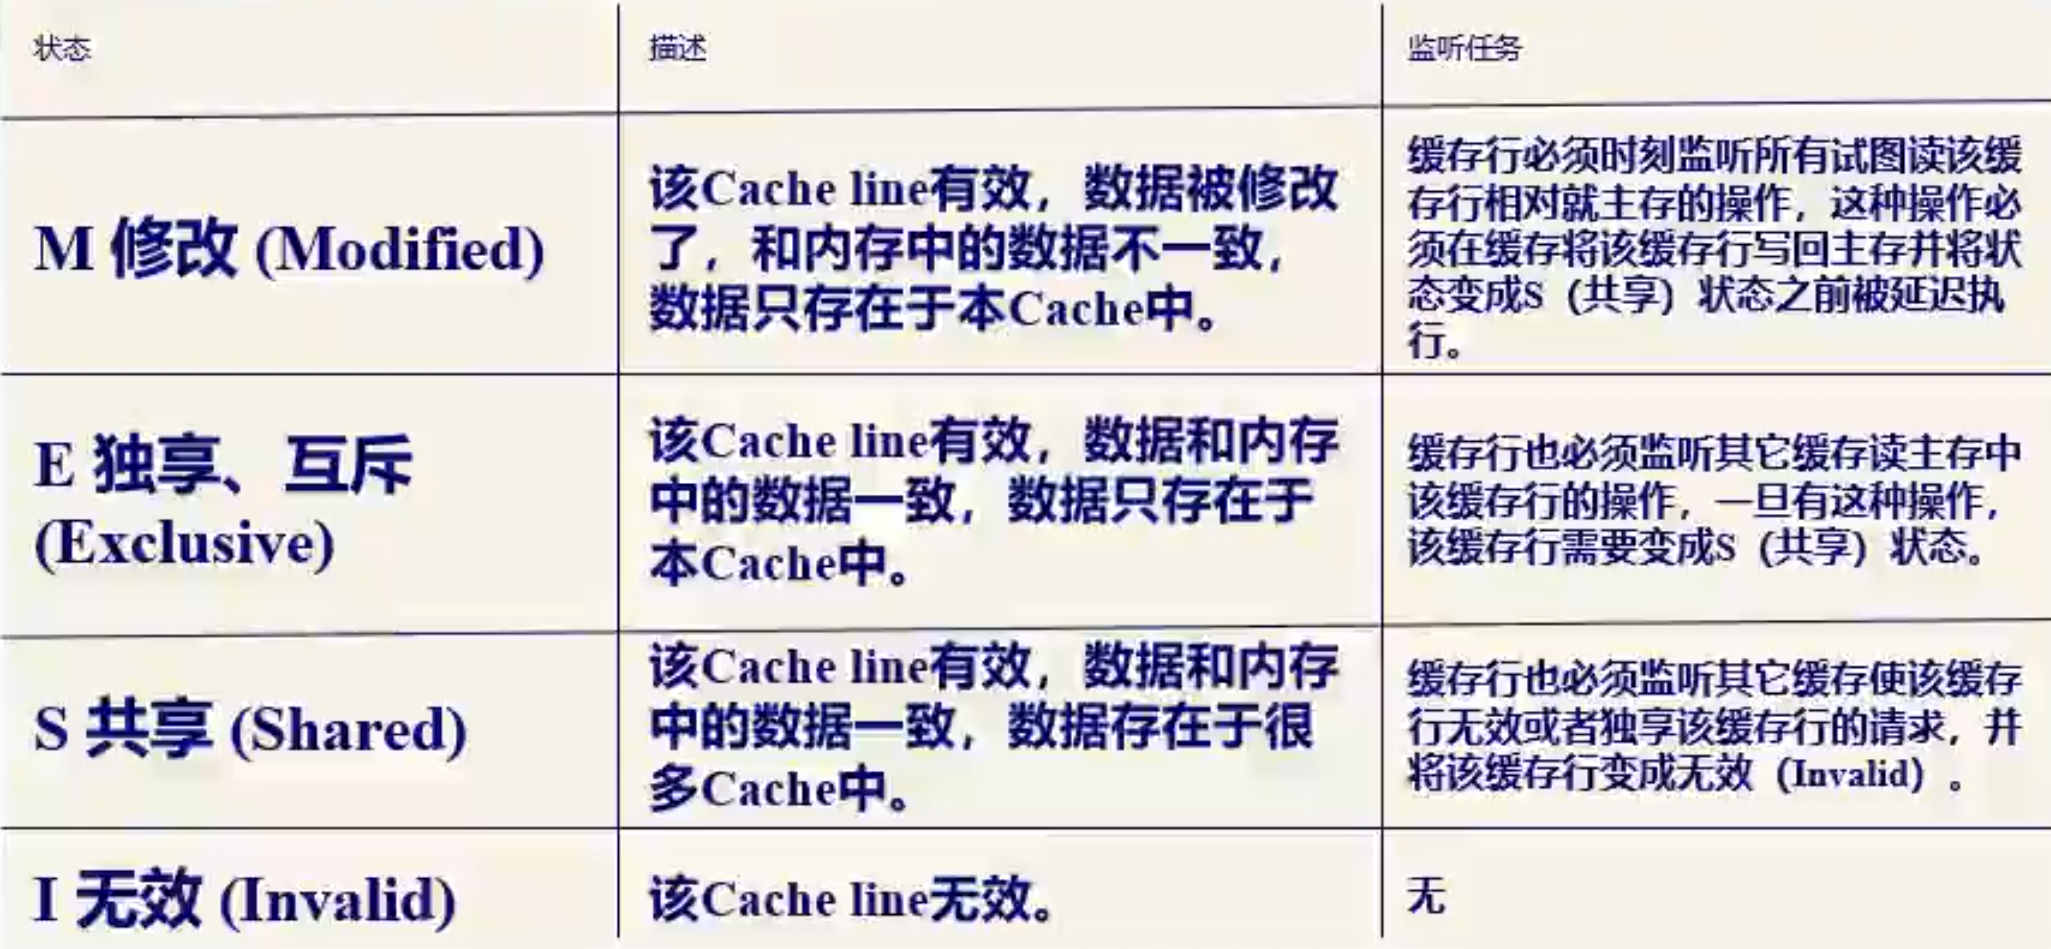 状态
描述
监听任务
M 修改 (Modified)
该Cache line有效，数据被修改
了，和内存中的数据不一致，
数据只存在于本Cache中。
缓存行必须时刻监听所有试图读该缓
存行相对就主存的操作，这种操作必
须在缓存将该缓存行写回主存并将状
态变成S（共享）状态之前被延迟执
行。
E 独享、互斥
(Exclusive)
该Cache line有效，数据和内存
中的数据一致，数据只存在于
本Cache中。
缓存行也必须监听其它缓存读主存中
该缓存行的操作，一旦有这种操作，
该缓存行需要变成S（共享）状态。
S 共享 (Shared)
该Cache line有效，数据和内存
中的数据一致，数据存在于很
多Cache中。
缓存行也必须监听其它缓存使该缓存
行无效或者独享该缓存行的请求，并
将该缓存行变成无效（Invalid）。
I 无效 (Invalid)
该Cache line无效。
无